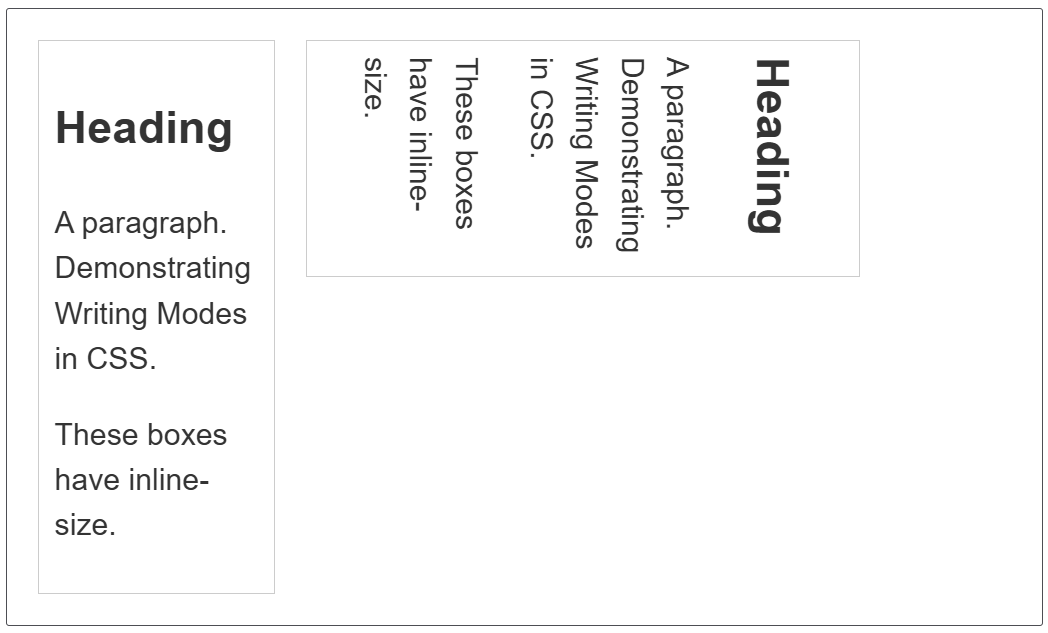 Heading
A paragraph.
Demonstrating
Writing Modes
in CSS.
These boxes
have inline-
size.
Heading
A paragraph.
Demonstrating
Writing Modes
in CSS.
These boxes
have inline-
size.